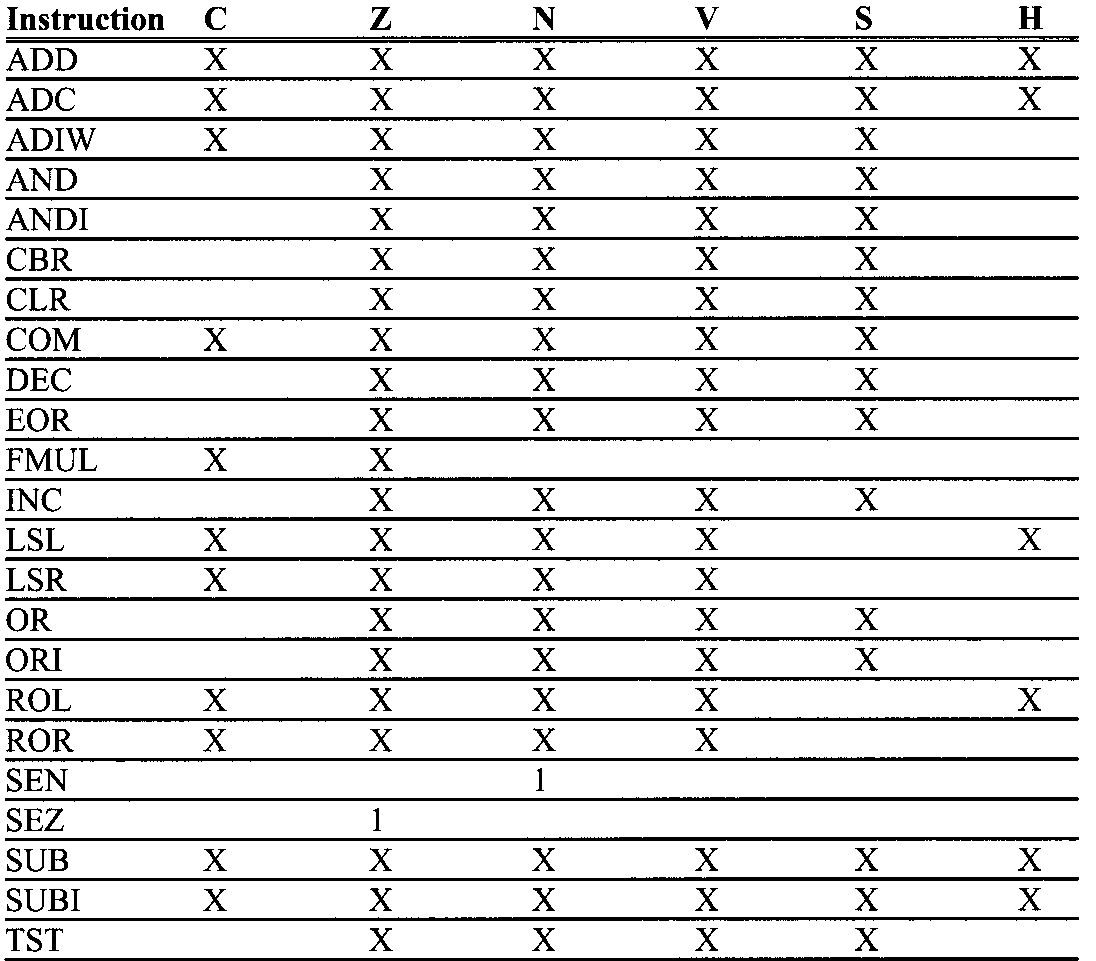 Instruction C Z N V S H
ADD X X X X X X
ADC X X X X X X
ADIW X X X X X
AND X X X X
ANDI X X X X
CBR X X X X
CLR X X X X
COM X X X X X
DEC X X X X
EOR X X X X
FMUL X X
INC X X X X
LSL X X X X X
LSR X X X X
OR X X X X
ORI X X X X
ROL X X X X X
ROR X X X X
SEN 1
SEZ 1
SUB X X X X X X
SUBI X X X X X X
TST X X X X